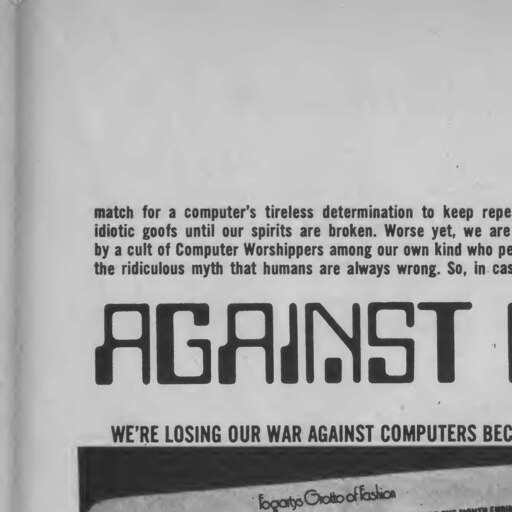 match for a computer's tireless determination to keep repe
idiotic goofs until our spirits are broken. Worse yet, we are
by a cult of Computer Worshippers among our own kind who pe
the ridiculous myth that humans are always wrong. So, in cas
AGAINST
WE'RE LOSING OUR WAR AGAINST COMPUTERS BEC
Fogarty's Grotto of Fashion